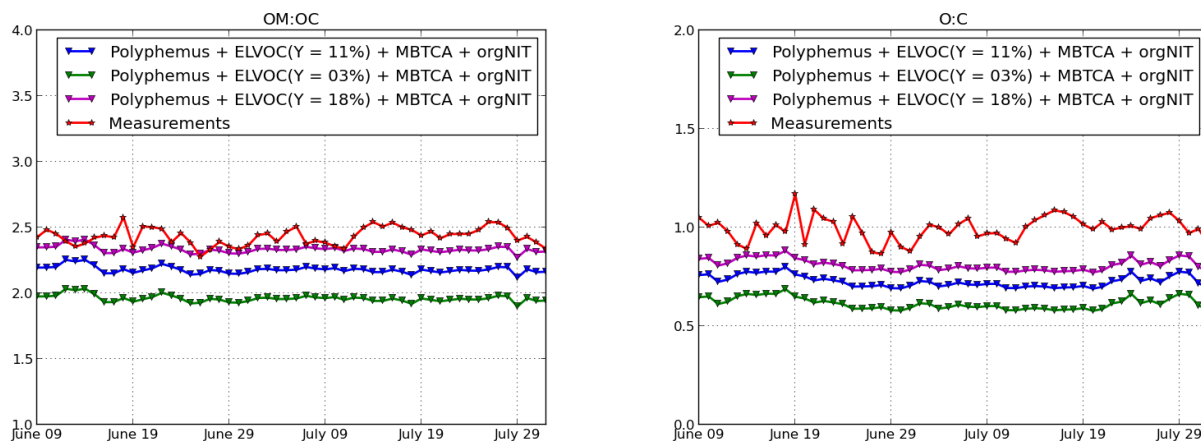 OM:OC
4.0
3.5
3.0
2.5
2.0
1.5
1.0
Polyphemus + ELVOC(Y = 11%) + MBTCA + orgNIT
Polyphemus + ELVOC(Y = 03%) + MBTCA + orgNIT
Polyphemus + ELVOC(Y = 18%) + MBTCA + orgNIT
Measurements
June 09 June 19 June 29 July 09 July 19 July 29
O:C
2.0
1.5
1.0
0.5
0.0
Polyphemus + ELVOC(Y = 11%) + MBTCA + orgNIT
Polyphemus + ELVOC(Y = 03%) + MBTCA + orgNIT
Polyphemus + ELVOC(Y = 18%) + MBTCA + orgNIT
Measurements
June 09 June 19 June 29 July 09 July 19 July 29